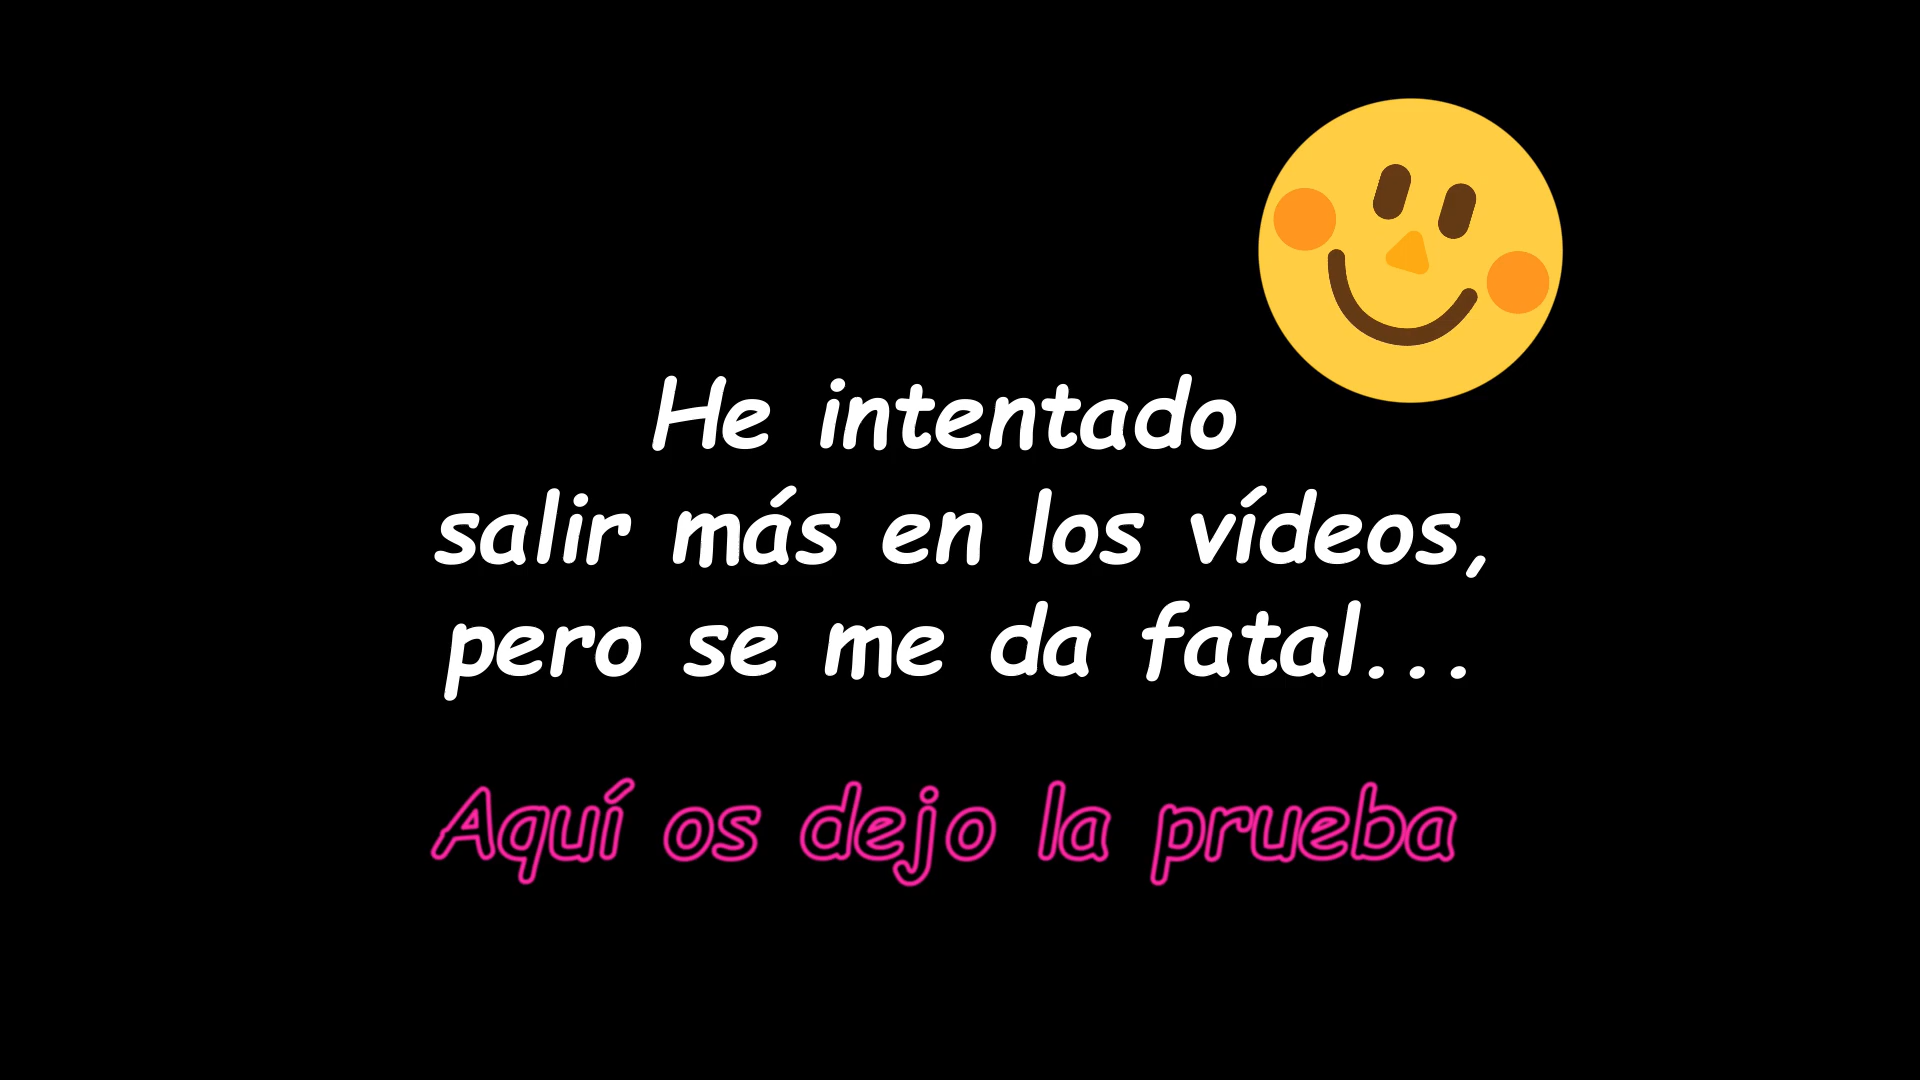 He intentado
salir más en los vídeos,
pero se me da fatal...
Aquí os dejo la prueba